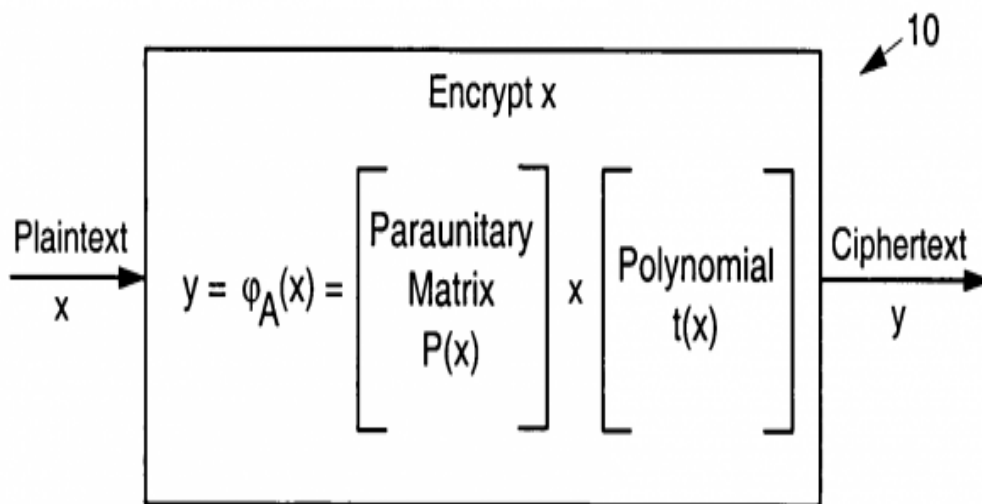 10
Encrypt x
Plaintext
x
y = φA(x) =
Paraunitary
Matrix
P(x)
x
Polynomial
t(x)
Ciphertext
y